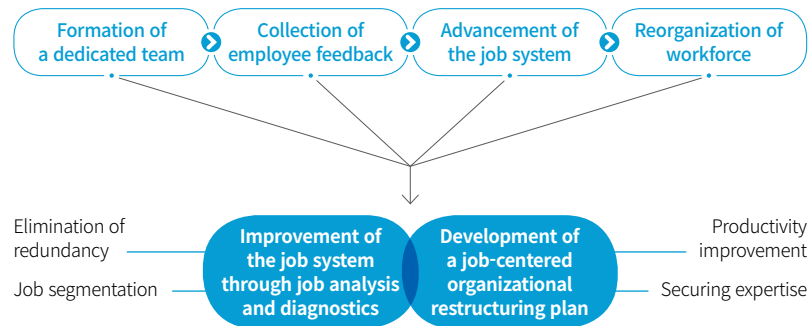 Formation of
a dedicated team
Collection of
employee feedback
Advancement of
the job system
Reorganization of
workforce
Elimination of
redundancy
Job segmentation
Improvement of
the job system
through job analysis
and diagnostics
Development of
a job-centered
organizational
restructuring plan
Productivity
improvement
Securing expertise